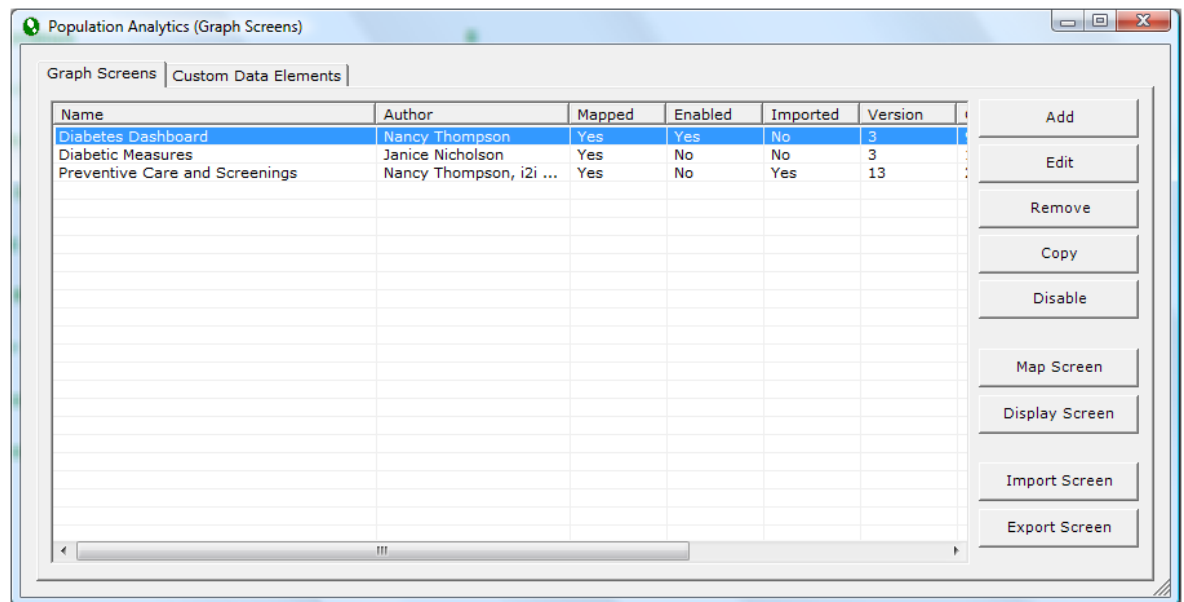 Population Analytics (Graph Screens)
Graph Screens Custom Data Elements
Name Author Mapped Enabled Imported Version
Diabetes Dashboard Nancy Thompson Yes Yes No 3
Diabetic Measures Janice Nicholson Yes No No 3
Preventive Care and Screenings Nancy Thompson, i2i ... Yes No Yes 13
Add
Edit
Remove
Copy
Disable
Map Screen
Display Screen
Import Screen
Export Screen